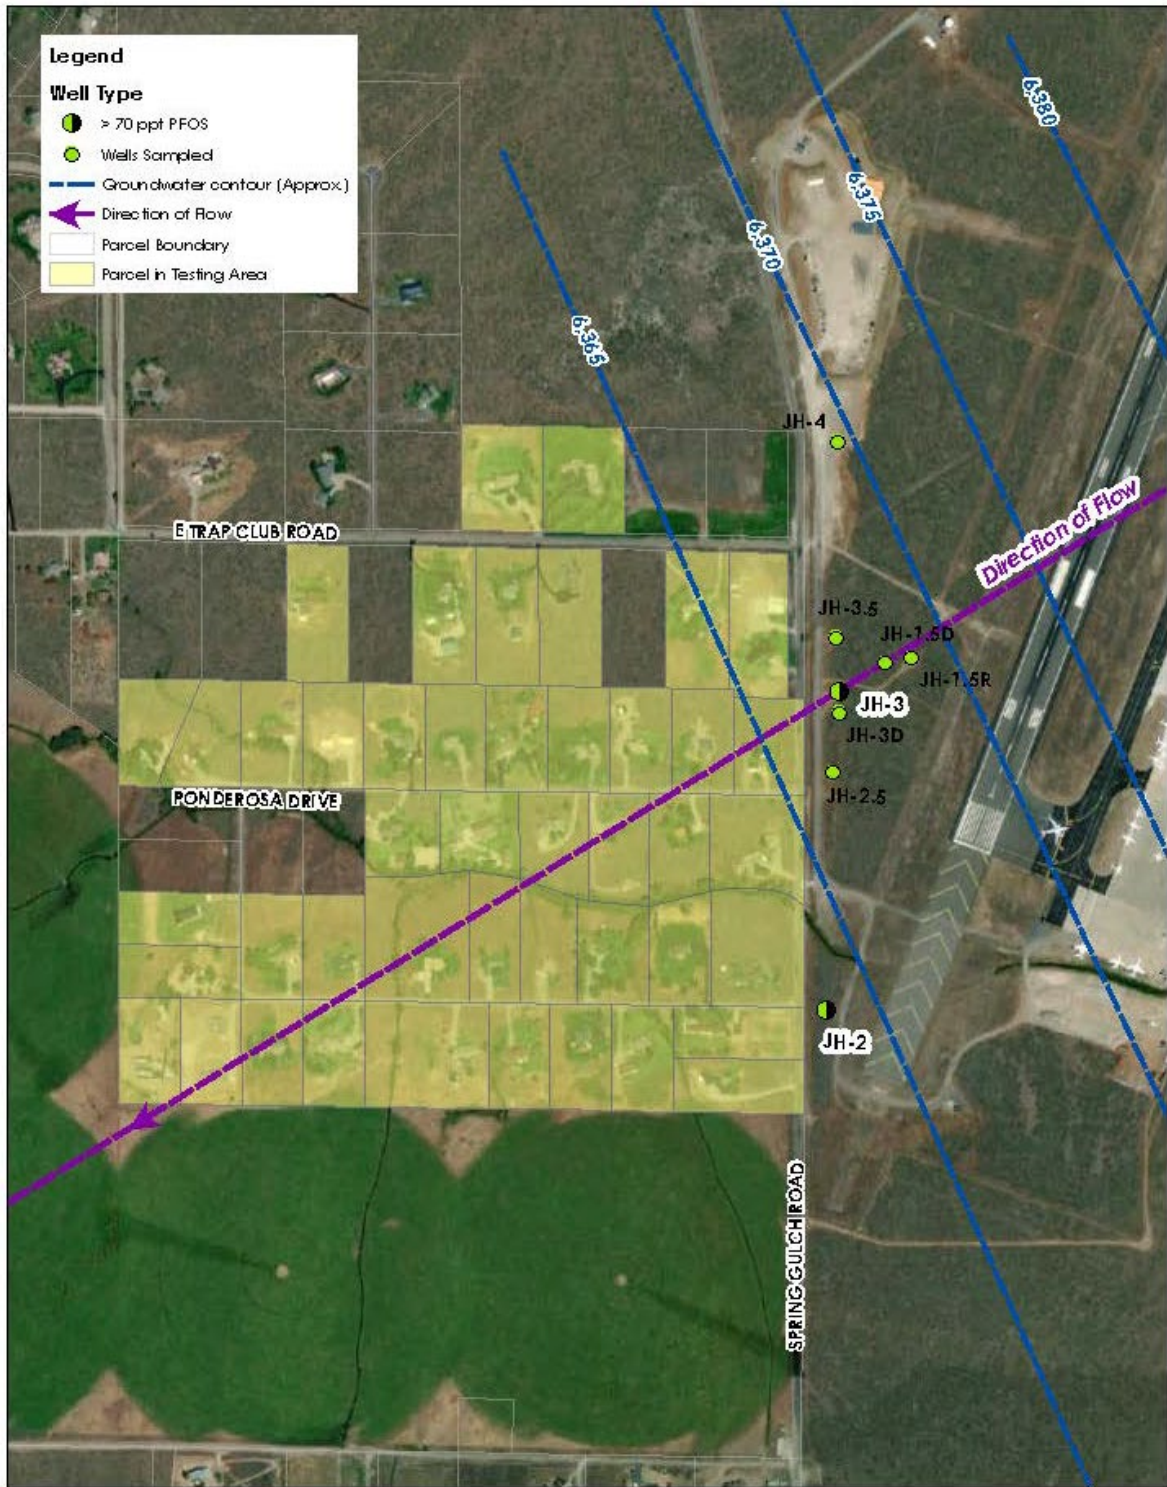 Legend
Well Type
> 70 ppt PFOS
Wells Sampled
Groundwater contour (Approx.)
Direction of Flow
Parcel Boundary
Parcel in Testing Area
6,380
6,375
6,370
6,365
JH-4
Direction of Flow
E TRAP CLUB ROAD
JH-3.5
JH-1.5D
JH-1.5R
JH-3
JH-3D
JH-2.5
PONDEROSA DRIVE
JH-2
SPRING GULCH ROAD